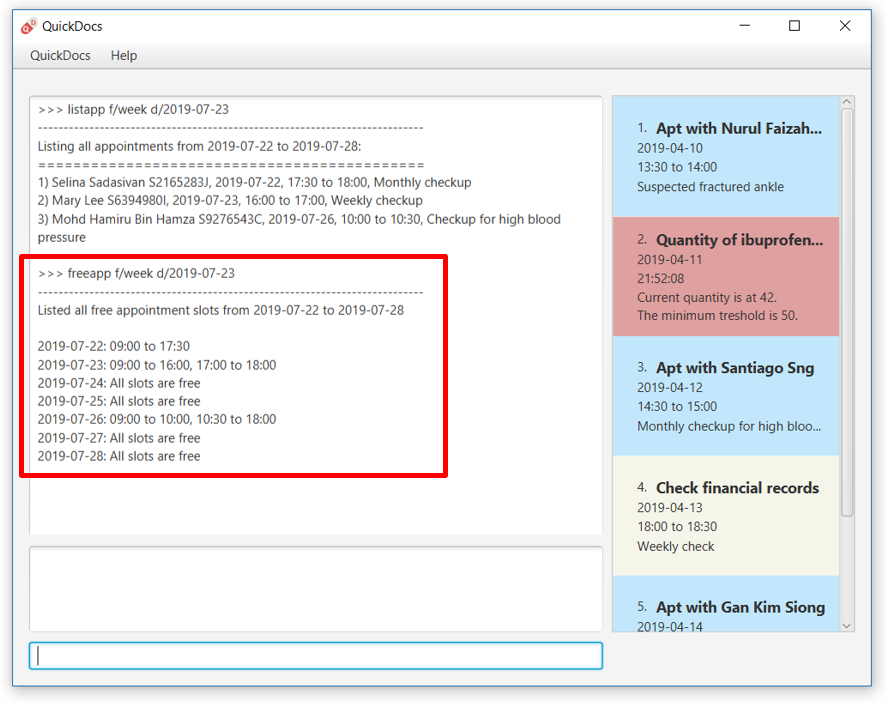 QuickDocs
QuickDocs Help
>>> listapp f/week d/2019-07-23
--------------------------------------------------------------------------
Listing all appointments from 2019-07-22 to 2019-07-28:
============================================
1) Selina Sadasivan S2165283J, 2019-07-22, 17:30 to 18:00, Monthly checkup
2) Mary Lee S6394980I, 2019-07-23, 16:00 to 17:00, Weekly checkup
3) Mohd Hamiru Bin Hamza S9276543C, 2019-07-26, 10:00 to 10:30, Checkup for high blood
pressure
>>> freeapp f/week d/2019-07-23
--------------------------------------------------------------------------
Listed all free appointment slots from 2019-07-22 to 2019-07-28
2019-07-22: 09:00 to 17:30
2019-07-23: 09:00 to 16:00, 17:00 to 18:00
2019-07-24: All slots are free
2019-07-25: All slots are free
2019-07-26: 09:00 to 10:00, 10:30 to 18:00
2019-07-27: All slots are free
2019-07-28: All slots are free
1. Apt with Nurul Faizah...
2019-04-10
13:30 to 14:00
Suspected fractured ankle
2. Quantity of ibuprofen...
2019-04-11
21:52:08
Current quantity is at 42.
The minimum treshold is 50.
3. Apt with Santiago Sng
2019-04-12
14:30 to 15:00
Monthly checkup for high bloo...
4. Check financial records
2019-04-13
18:00 to 18:30
Weekly check
5. Apt with Gan Kim Siong
2019-04-14